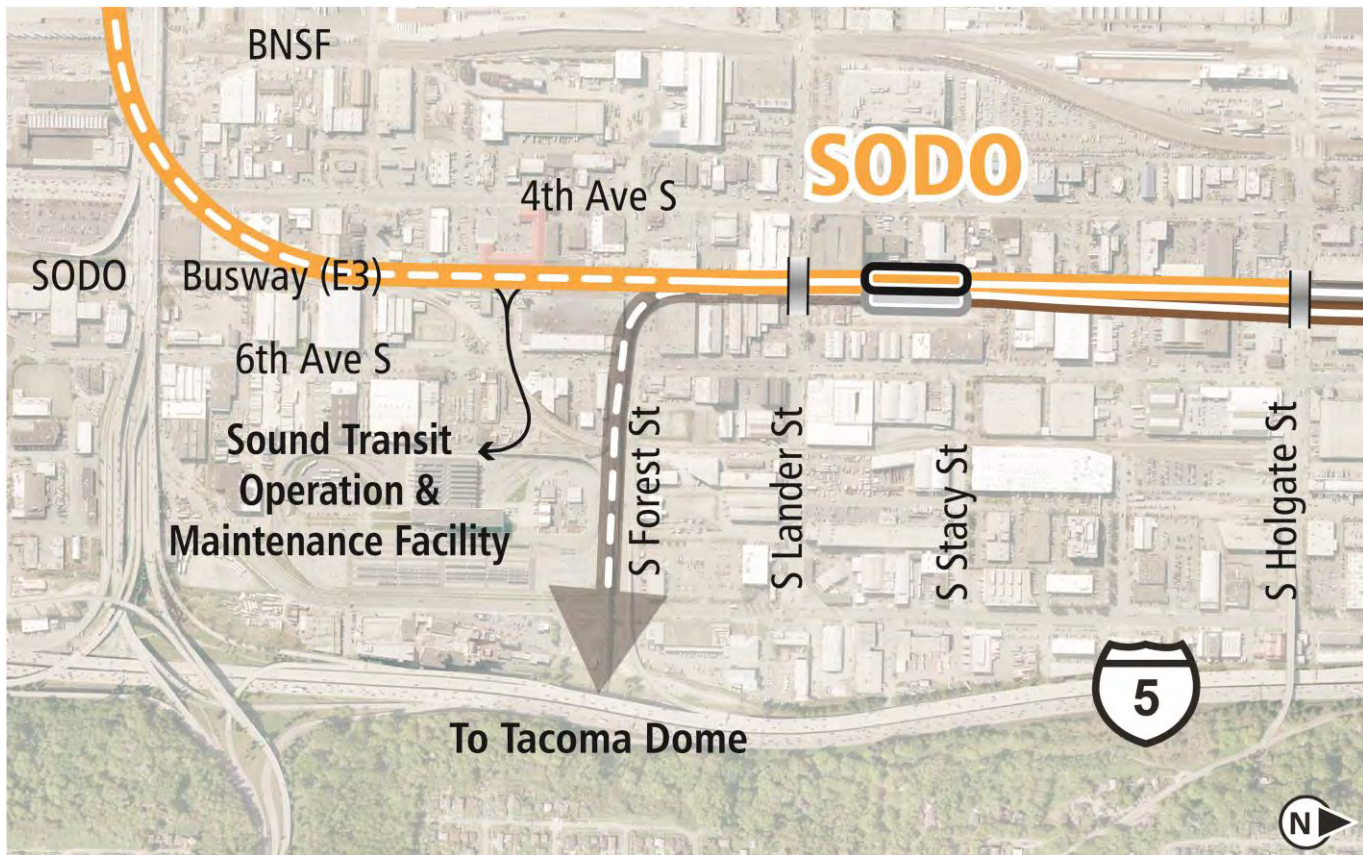 BNSF
SODO
4th Ave S
SODO Busway (E3)
6th Ave S
Sound Transit
Operation &
Maintenance Facility
S Forest St
S Lander St
S Stacy St
S Holgate St
5
To Tacoma Dome
N